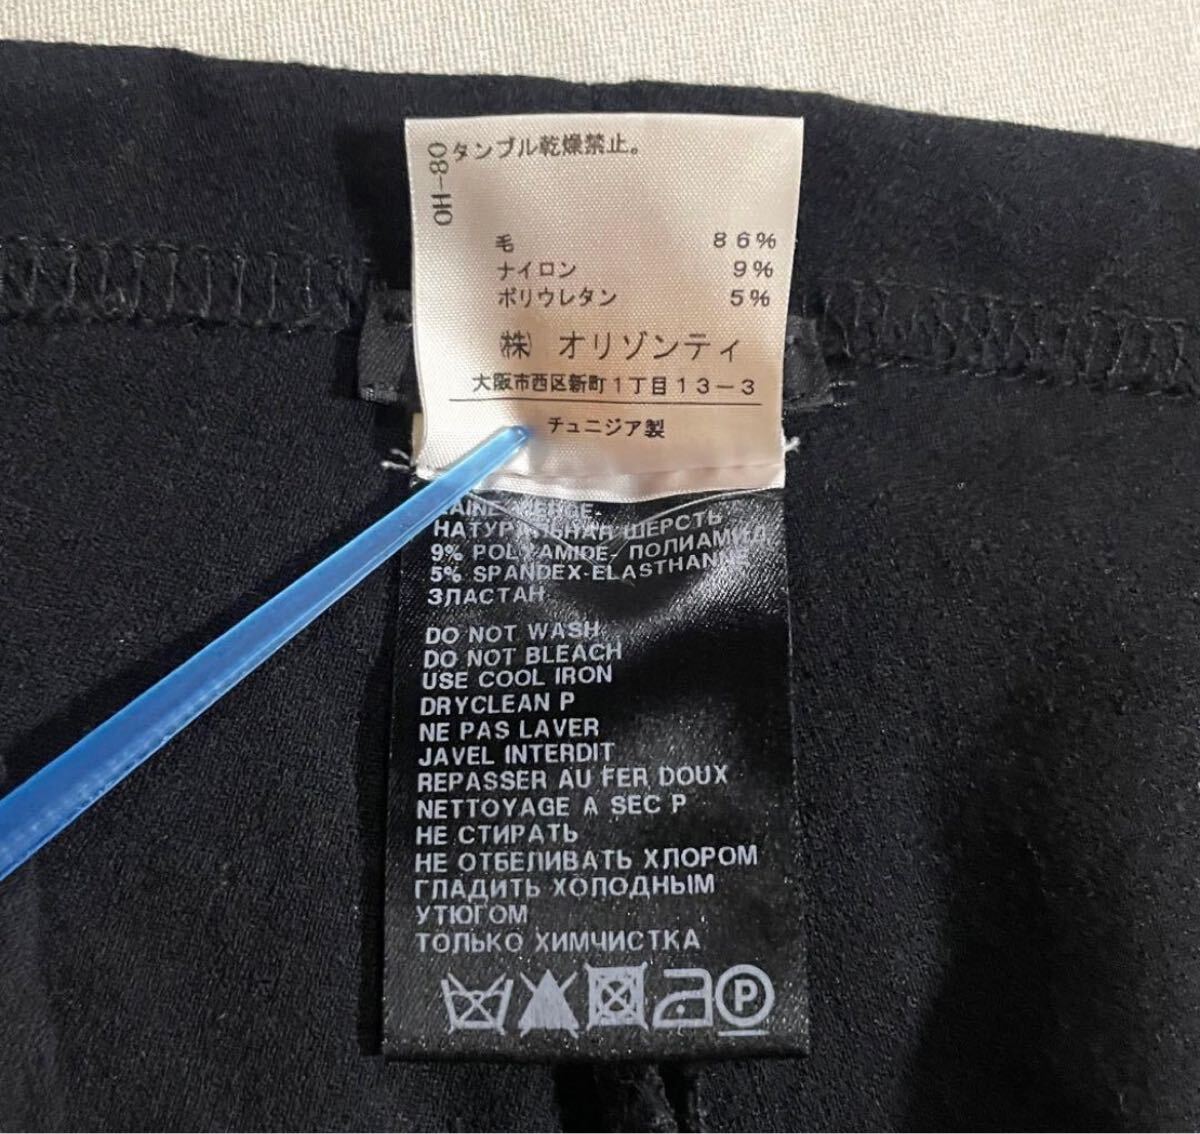 08-H0
タンブル乾燥禁止。
毛 86%
ナイロン 9%
ポリウレタン 5%
㈱ オリゾンティ
大阪市西区新町1丁目13-3
チュニジア製
НАТУРАЛЬНАЯ ШЕРСТЬ
9% POLYAMIDE- ПОЛИАМИД
5% SPANDEX-ELASTHANNE
ЗЛАСТАН
DO NOT WASH
DO NOT BLEACH
USE COOL IRON
DRYCLEAN P
NE PAS LAVER
JAVEL INTERDIT
REPASSER AU FER DOUX
NETTOYAGE A SEC P
НЕ СТИРАТЬ
НЕ ОТБЕЛИВАТЬ ХЛОРОМ
ГЛАДИТЬ ХОЛОДНЫМ
УТЮГОМ
ТОЛЬКО ХИМЧИСТКА
P